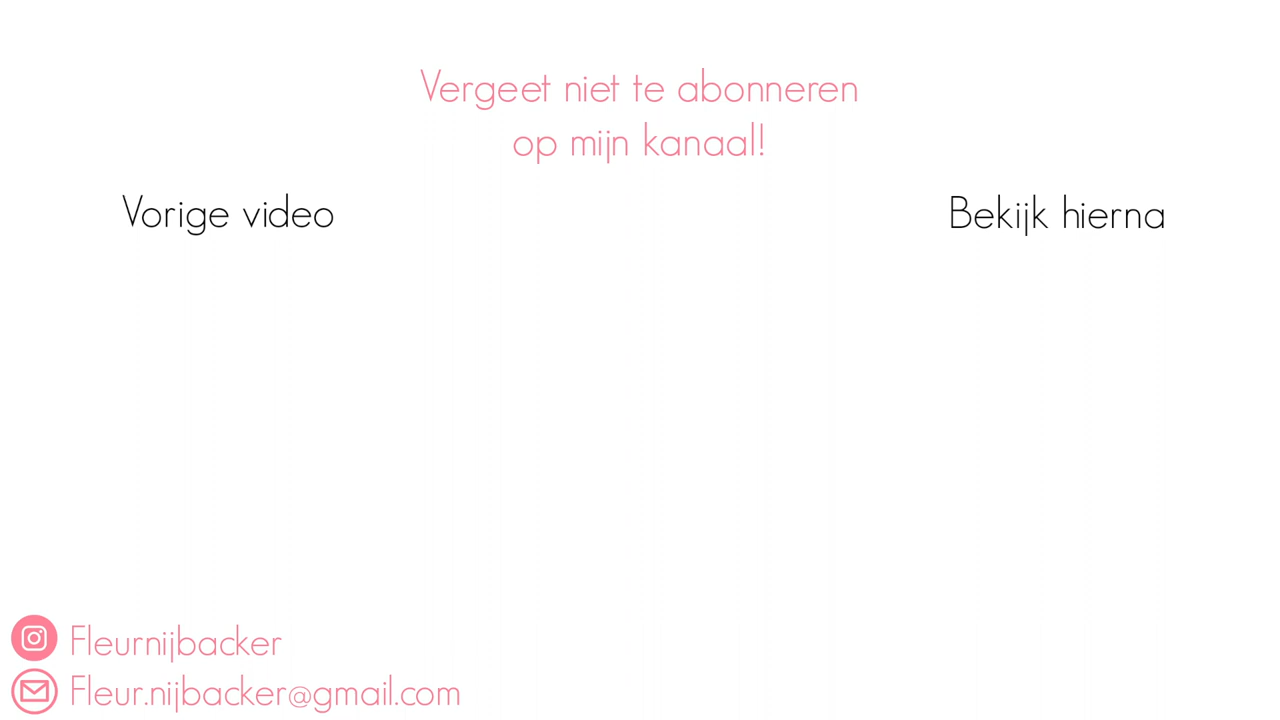 Vergeet niet te abonneren
op mijn kanaal!
Vorige video
Bekijk hierna
Fleurnijbacker
Fleur.nijbacker@gmail.com